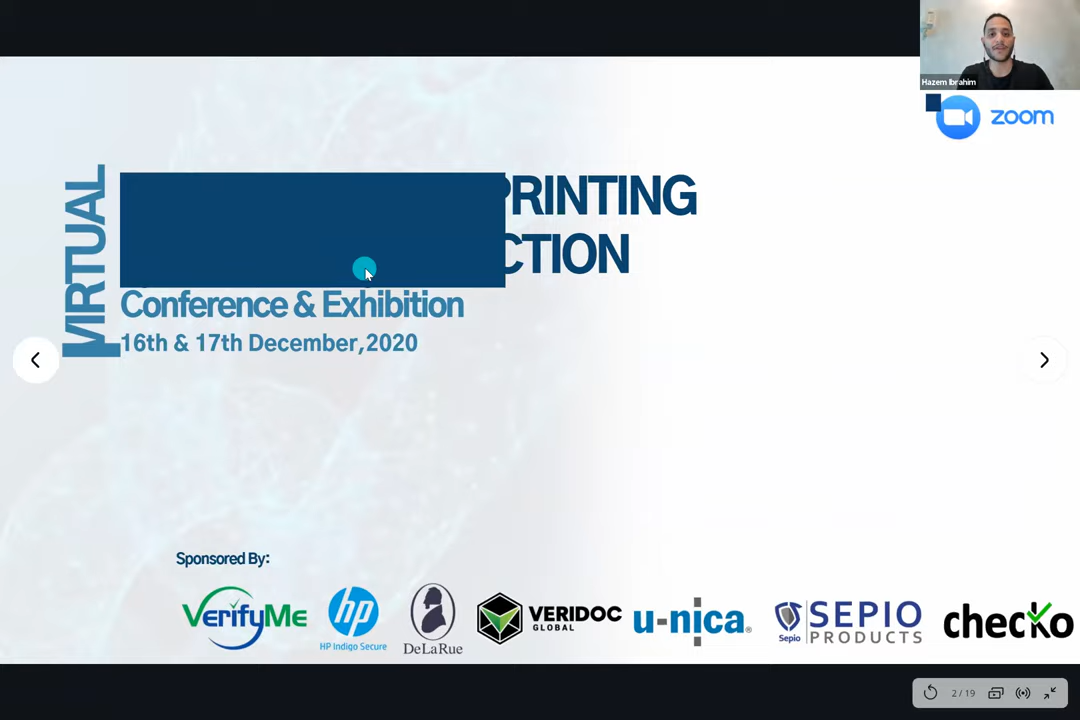 Hazem Ibrahim
zoom
VIRTUAL
PRINTING
CTION
Conference & Exhibition
16th & 17th December,2020
Sponsored By:
VerifyMe
hp
HP Indigo Secure
DeLaRue
VERIDOC
GLOBAL
u-nica®
Sepio
SEPIO
PRODUCTS
checko
2 / 19